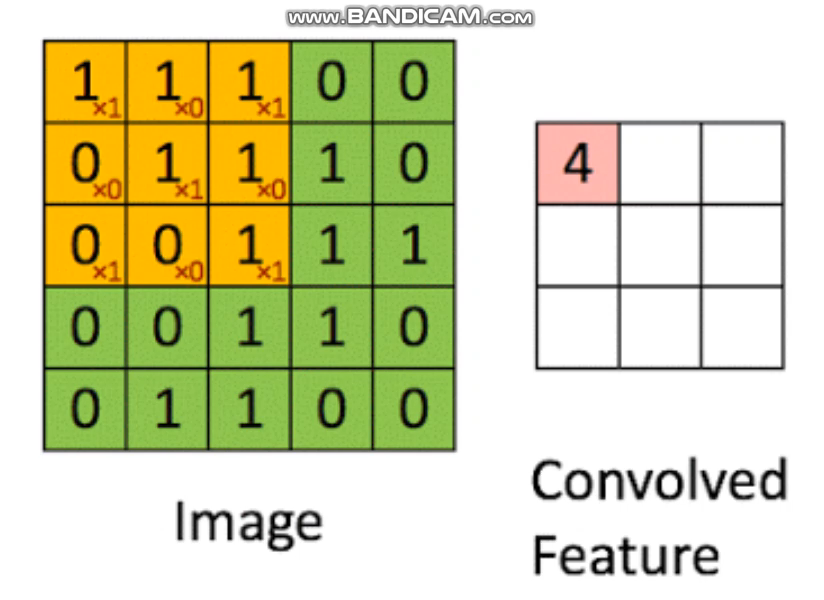 www.BANDICAM.com
1×1 1×0 1×1 0 0
0×0 1×1 1×0 1 0
0×1 0×0 1×1 1 1
0 0 1 1 0
0 1 1 0 0
Image
4
Convolved
Feature